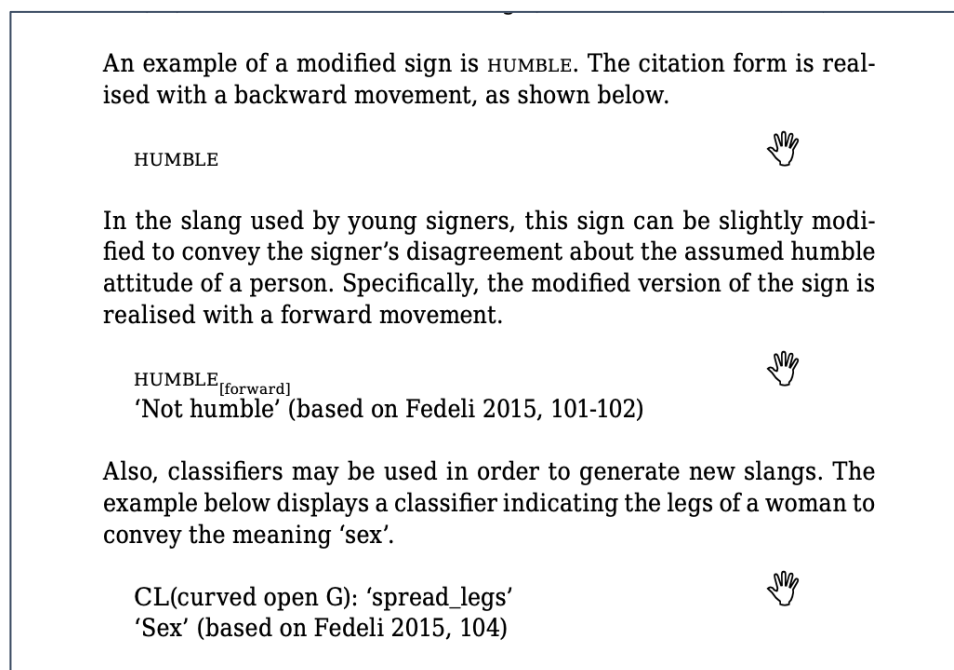 An example of a modified sign is HUMBLE. The citation form is real-
ised with a backward movement, as shown below.
HUMBLE
In the slang used by young signers, this sign can be slightly modi-
fied to convey the signer's disagreement about the assumed humble
attitude of a person. Specifically, the modified version of the sign is
realised with a forward movement.
HUMBLE[forward]
'Not humble' (based on Fedeli 2015, 101-102)
Also, classifiers may be used in order to generate new slangs. The
example below displays a classifier indicating the legs of a woman to
convey the meaning 'sex'.
CL(curved open G): 'spread_legs'
'Sex' (based on Fedeli 2015, 104)